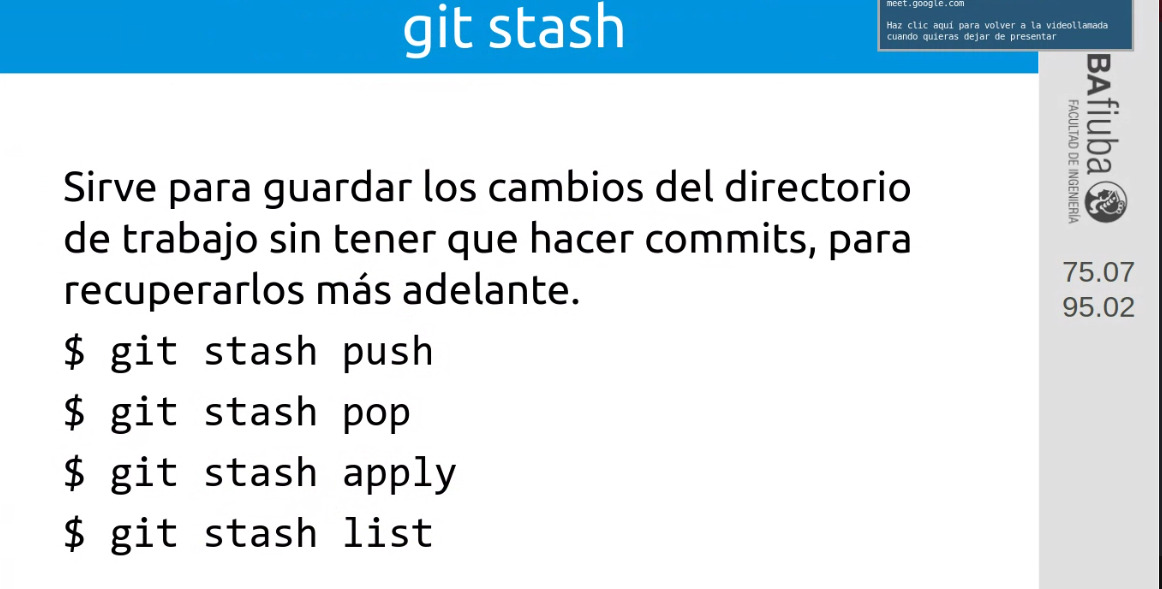 git stash
meet.google.com
Haz clic aquí para volver a la videollamada
cuando quieras dejar de presentar
Sirve para guardar los cambios del directorio
de trabajo sin tener que hacer commits, para
recuperarlos más adelante.
$ git stash push
$ git stash pop
$ git stash apply
$ git stash list
BAfiuba
FACULTAD DE INGENIERÍA
75.07
95.02